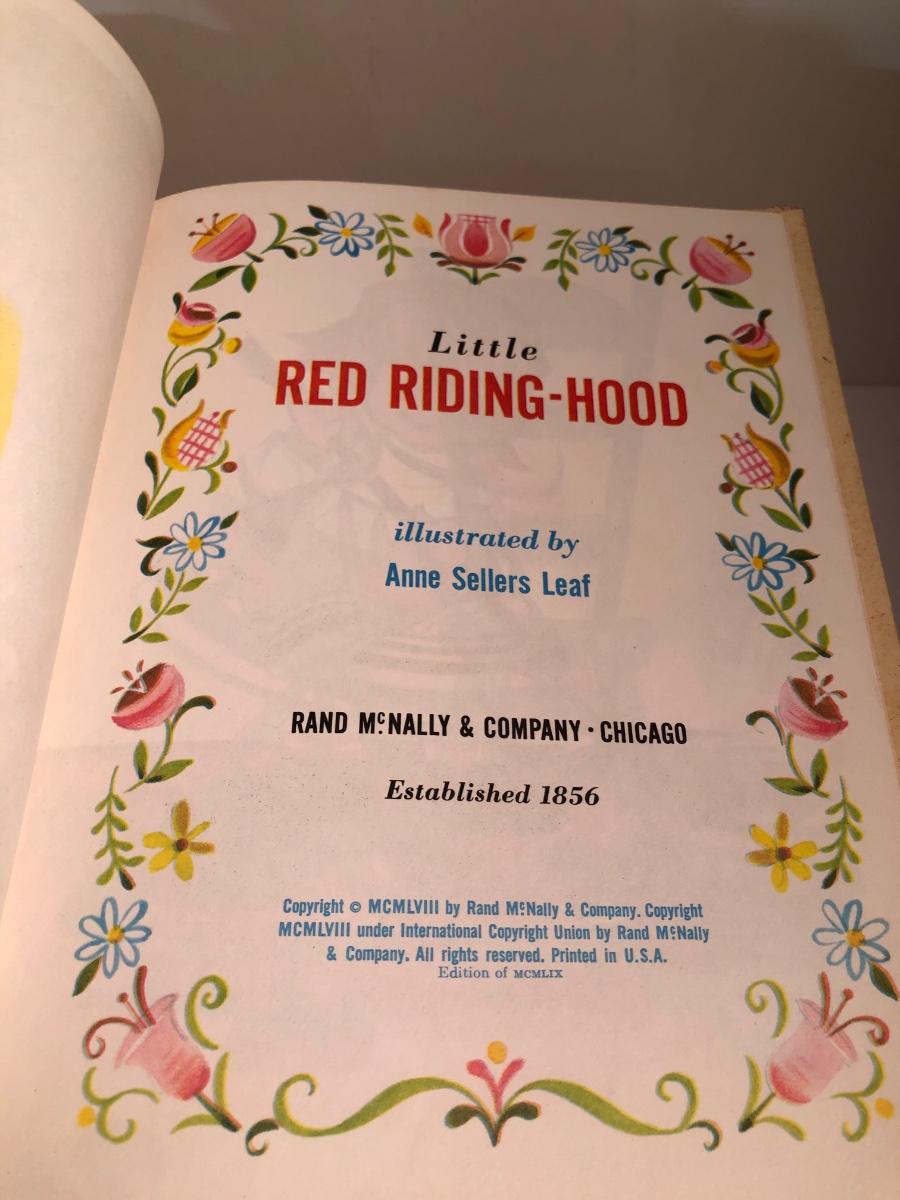 Little
RED RIDING-HOOD
illustrated by
Anne Sellers Leaf
RAND McNALLY & COMPANY · CHICAGO
Established 1856
Copyright © MCMLVIII by Rand McNally & Company. Copyright
MCMLVIII under International Copyright Union by Rand McNally
& Company. All rights reserved. Printed in U.S.A.
Edition of MCMLIX